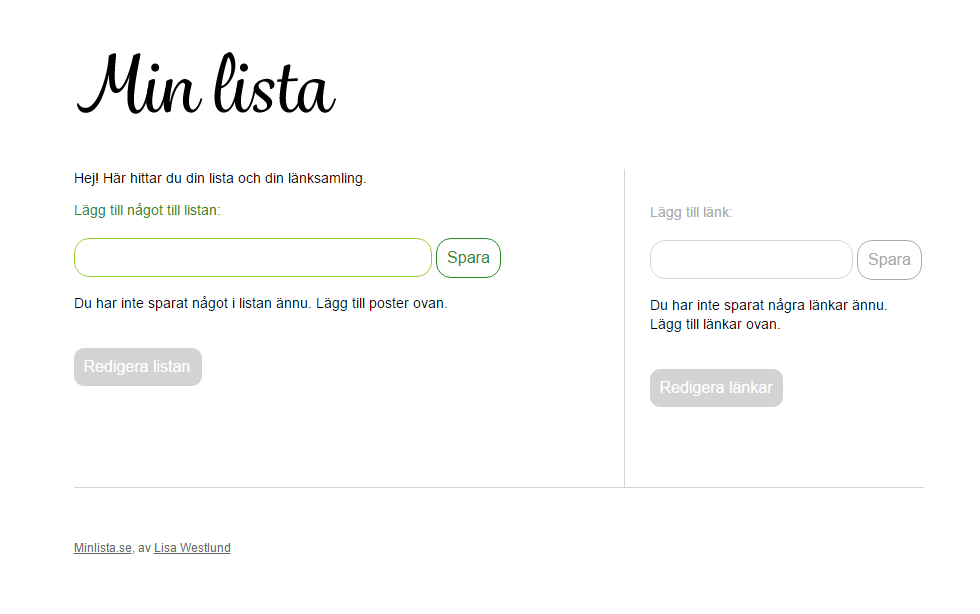 Min lista
Hej! Här hittar du din lista och din länksamling.
Lägg till något till listan:
Spara
Du har inte sparat något i listan ännu. Lägg till poster ovan.
Redigera listan
Lägg till länk:
Spara
Du har inte sparat några länkar ännu.
Lägg till länkar ovan.
Redigera länkar
Minlista.se, av Lisa Westlund